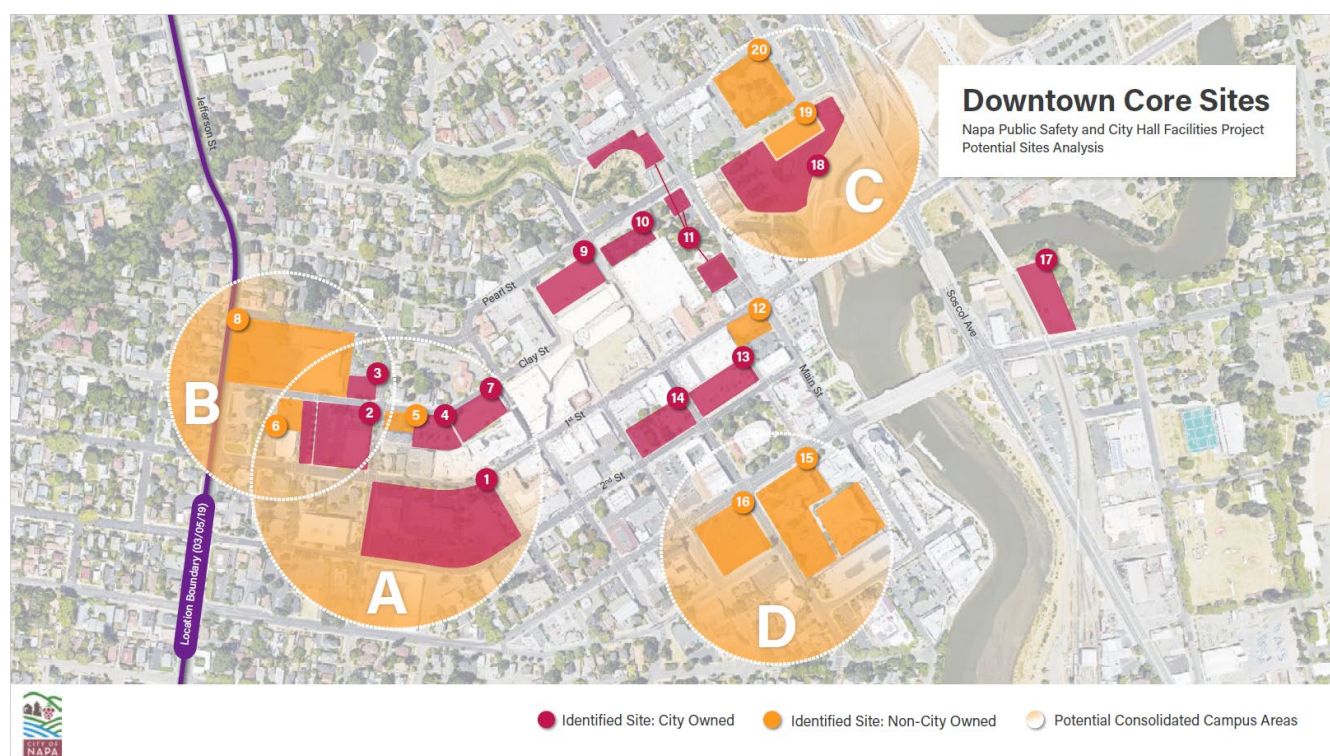 Downtown Core Sites
Napa Public Safety and City Hall Facilities Project
Potential Sites Analysis
20
19
18
C
Jefferson St
10
9
11
17
Pearl St
Soscol Ave
12
8
Clay St
13
3
7
Main St
14
B
2
5
4
1st St
6
15
1
2nd St
16
Location Boundary (03/05/19)
A
D
CITY OF
NAPA
Identified Site: City Owned
Identified Site: Non-City Owned
Potential Consolidated Campus Areas